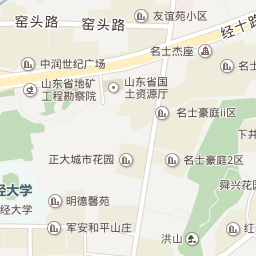 窑头路
窑头路
友谊苑小区
经十路
名士杰座
中润世纪广场
山东省地矿
工程勘察院
山东省国
土资源厅
名士豪庭ii区
正大城市花园
名士豪庭2区
舜兴花园
经大学
经大学
明德馨苑
军安和平山庄
洪山
下井